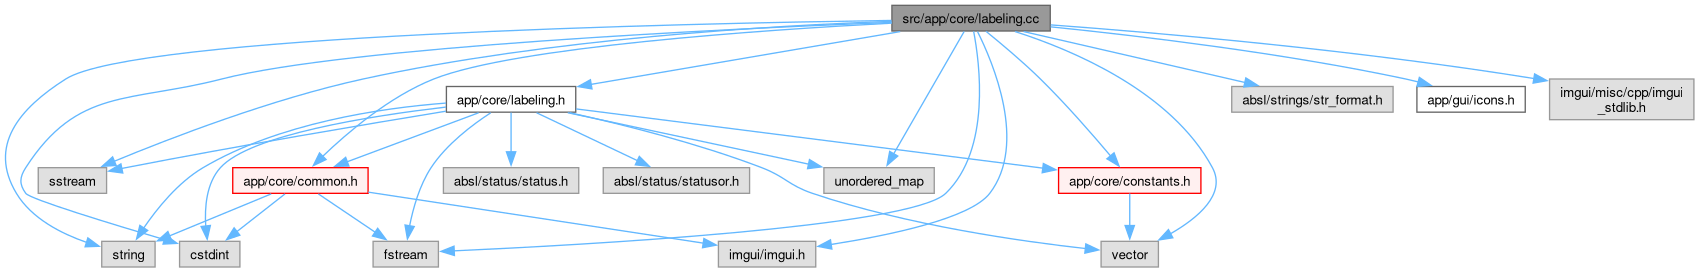 src/app/core/labeling.cc
app/core/labeling.h
absl/strings/str_format.h
app/gui/icons.h
imgui/misc/cpp/imgui
_stdlib.h
sstream
app/core/common.h
absl/status/status.h
absl/status/statusor.h
unordered_map
app/core/constants.h
string
cstdint
fstream
imgui/imgui.h
vector